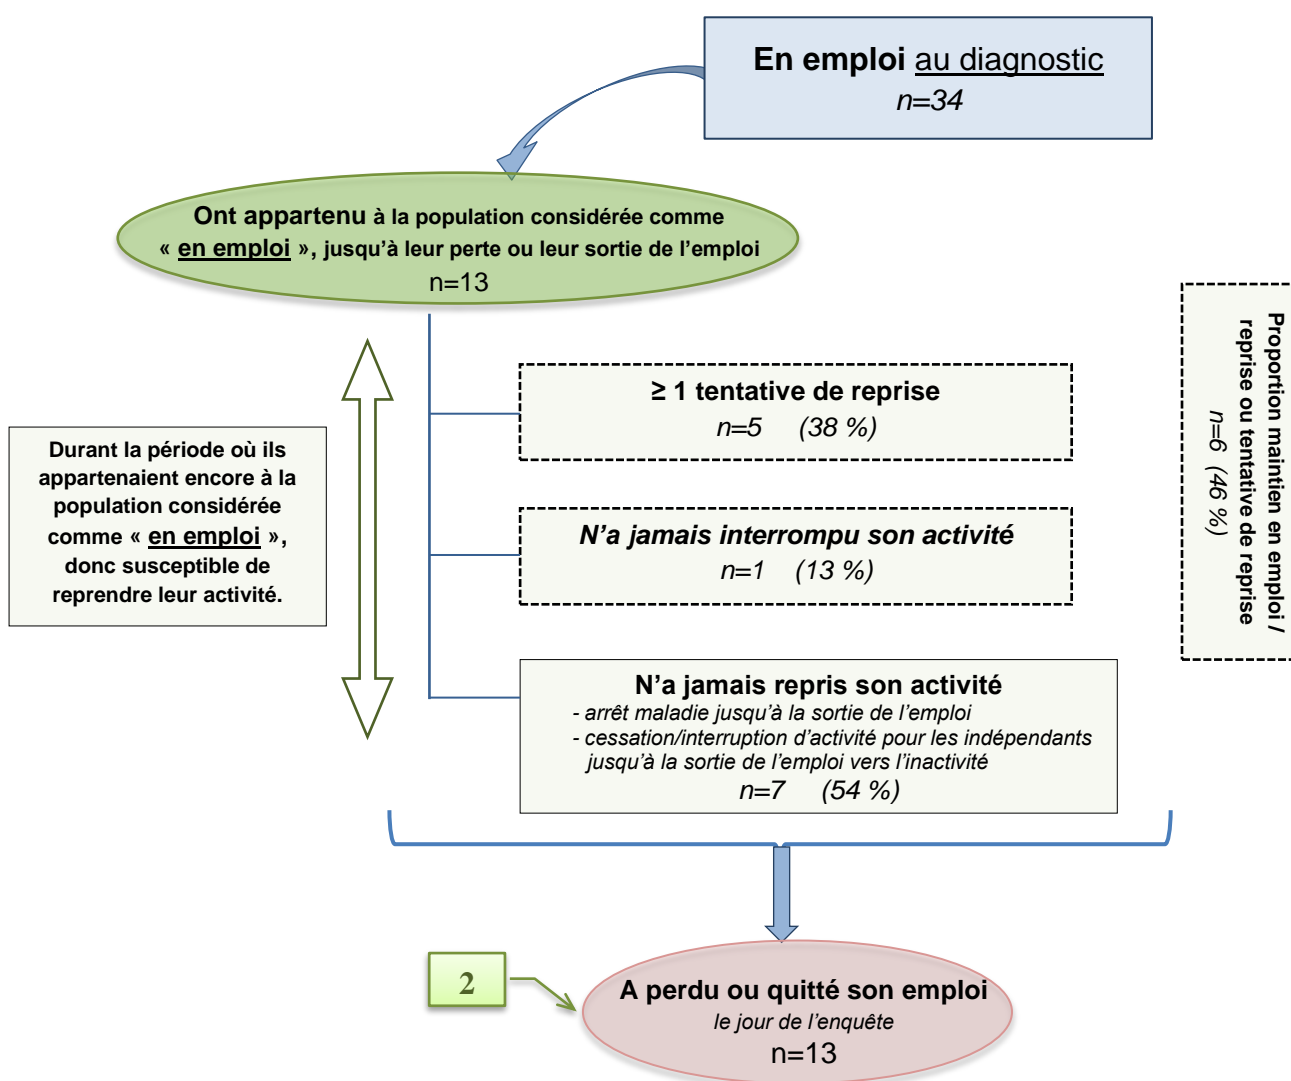 En emploi au diagnostic
n=34
Ont appartenu à la population considérée comme
« en emploi », jusqu’à leur perte ou leur sortie de l’emploi
n=13
Durant la période où ils
appartenaient encore à la
population considérée
comme « en emploi »,
donc susceptible de
reprendre leur activité.
≥ 1 tentative de reprise
n=5 (38 %)
N’a jamais interrompu son activité
n=1 (13 %)
N’a jamais repris son activité
- arrêt maladie jusqu’à la sortie de l’emploi
- cessation/interruption d’activité pour les indépendants
jusqu’à la sortie de l’emploi vers l’inactivité
n=7 (54 %)
Proportion maintien en emploi /
reprise ou tentative de reprise
n=6 (46 %)
2
A perdu ou quitté son emploi
le jour de l’enquête
n=13